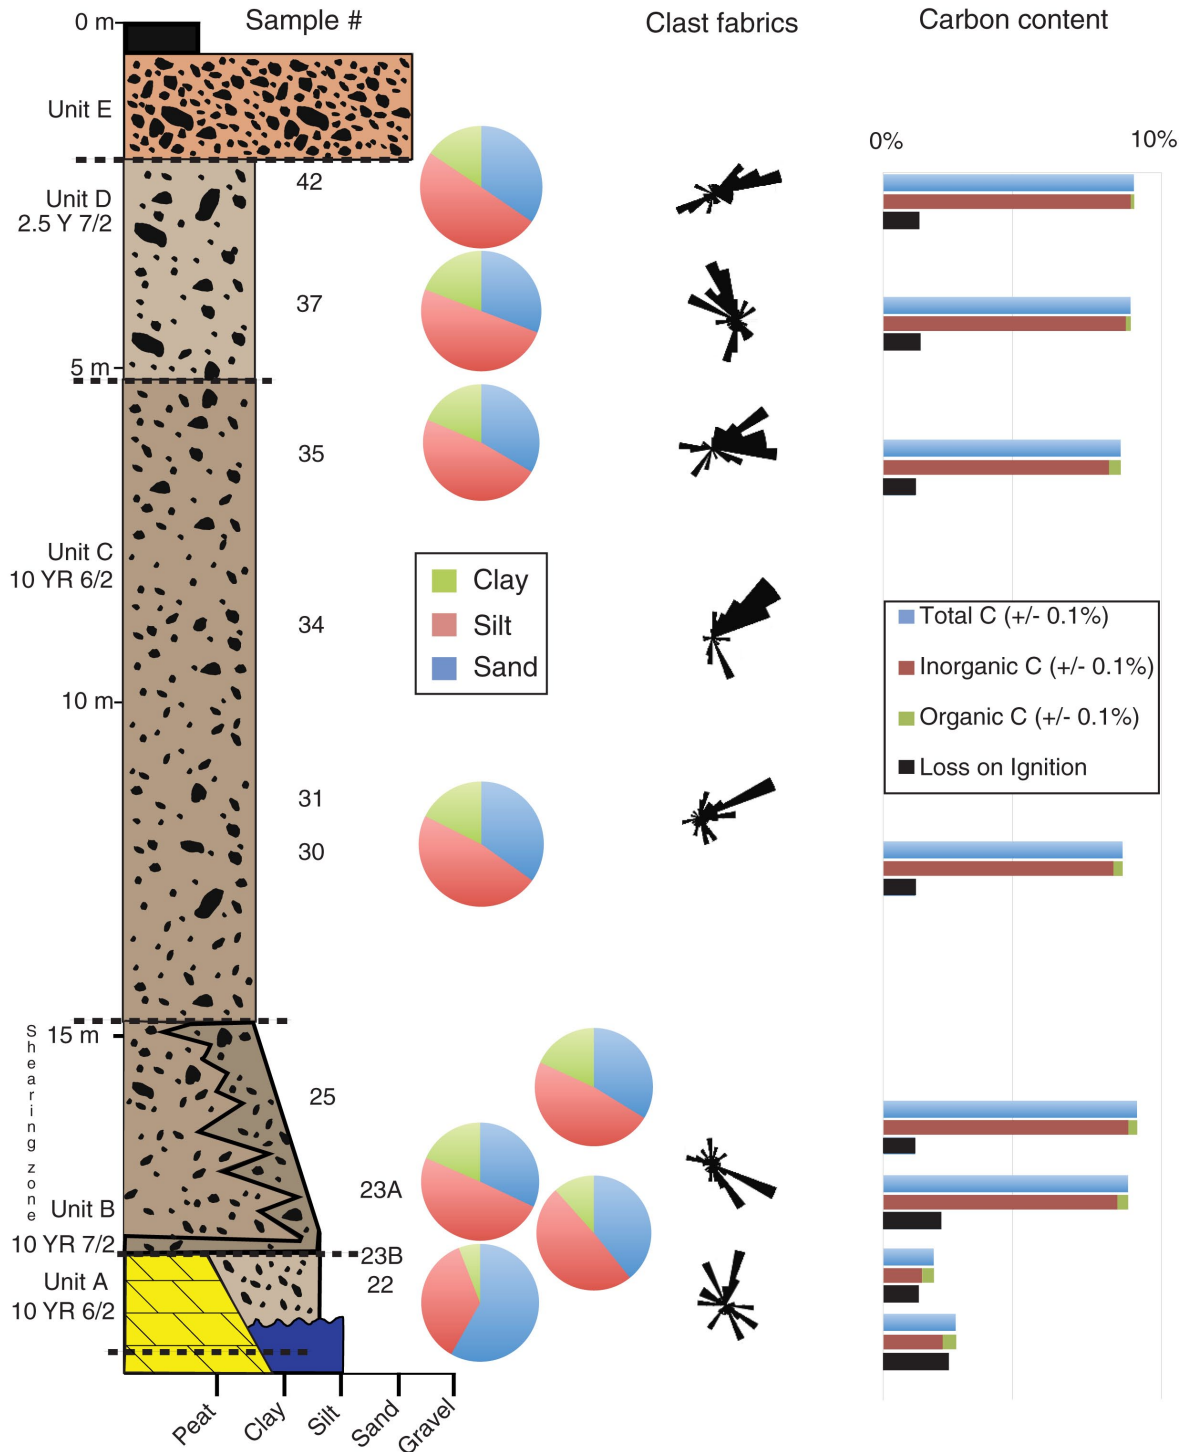 0 m
Sample #
Clast fabrics
Carbon content
Unit E
0%
10%
42
Unit D
2.5 Y 7/2
37
5 m
35
Unit C
10 YR 6/2
Clay
Silt
Sand
34
Total C (+/- 0.1%)
Inorganic C (+/- 0.1%)
Organic C (+/- 0.1%)
Loss on Ignition
10 m
31
30
Shearing zone
15 m
25
23A
Unit B
10 YR 7/2
23B
Unit A
22
10 YR 6/2
Peat
Clay
Silt
Sand
Gravel